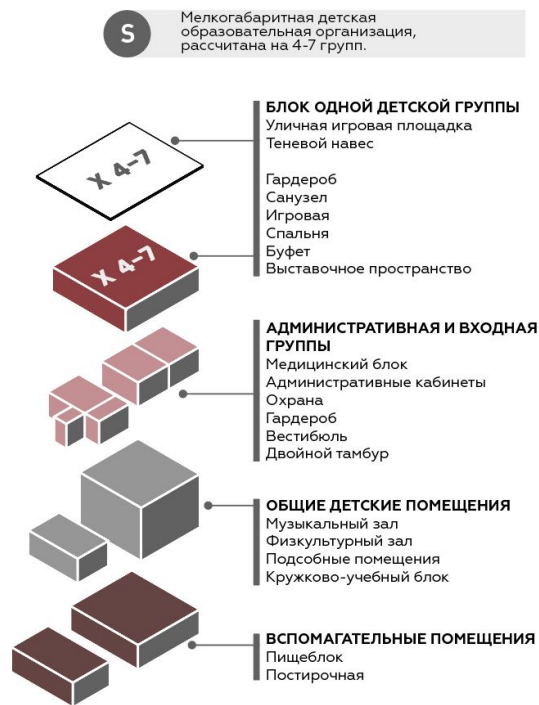 S
Мелкогабаритная детская
образовательная организация,
рассчитана на 4-7 групп.
БЛОК ОДНОЙ ДЕТСКОЙ ГРУППЫ
Уличная игровая площадка
Теневой навес
Х 4-7
Гардероб
Санузел
Игровая
Спальня
Буфет
Выставочное пространство
Х 4-7
АДМИНИСТРАТИВНАЯ И ВХОДНАЯ
ГРУППЫ
Медицинский блок
Административные кабинеты
Охрана
Гардероб
Вестибюль
Двойной тамбур
ОБЩИЕ ДЕТСКИЕ ПОМЕЩЕНИЯ
Музыкальный зал
Физкультурный зал
Подсобные помещения
Кружково-учебный блок
ВСПОМАГАТЕЛЬНЫЕ ПОМЕЩЕНИЯ
Пищеблок
Постирочная